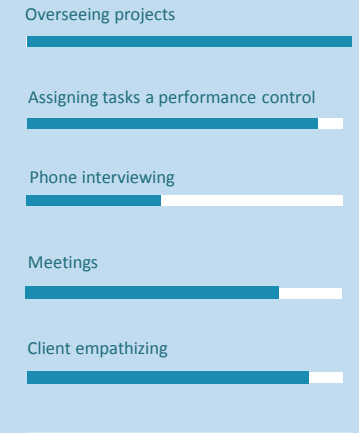 Overseeing projects
Assigning tasks a performance control
Phone interviewing
Meetings
Client empathizing